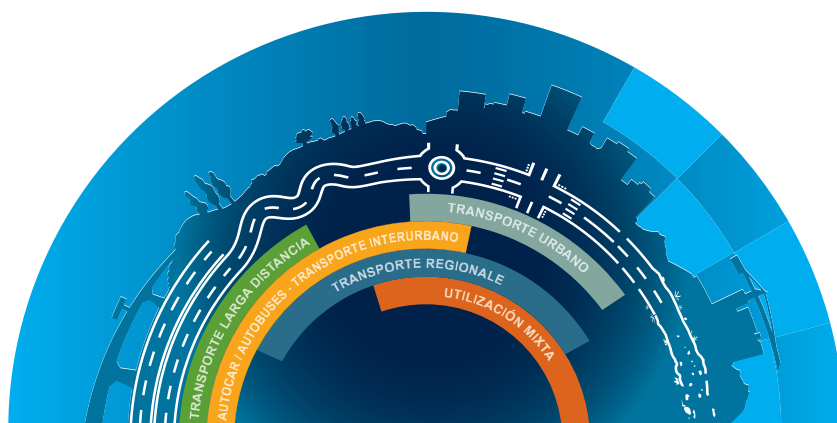 TRANSPORTE LARGA DISTANCIA
AUTOCAR / AUTOBUSES - TRANSPORTE INTERURBANO
TRANSPORTE REGIONALE
TRANSPORTE URBANO
UTILIZACIÓN MIXTA